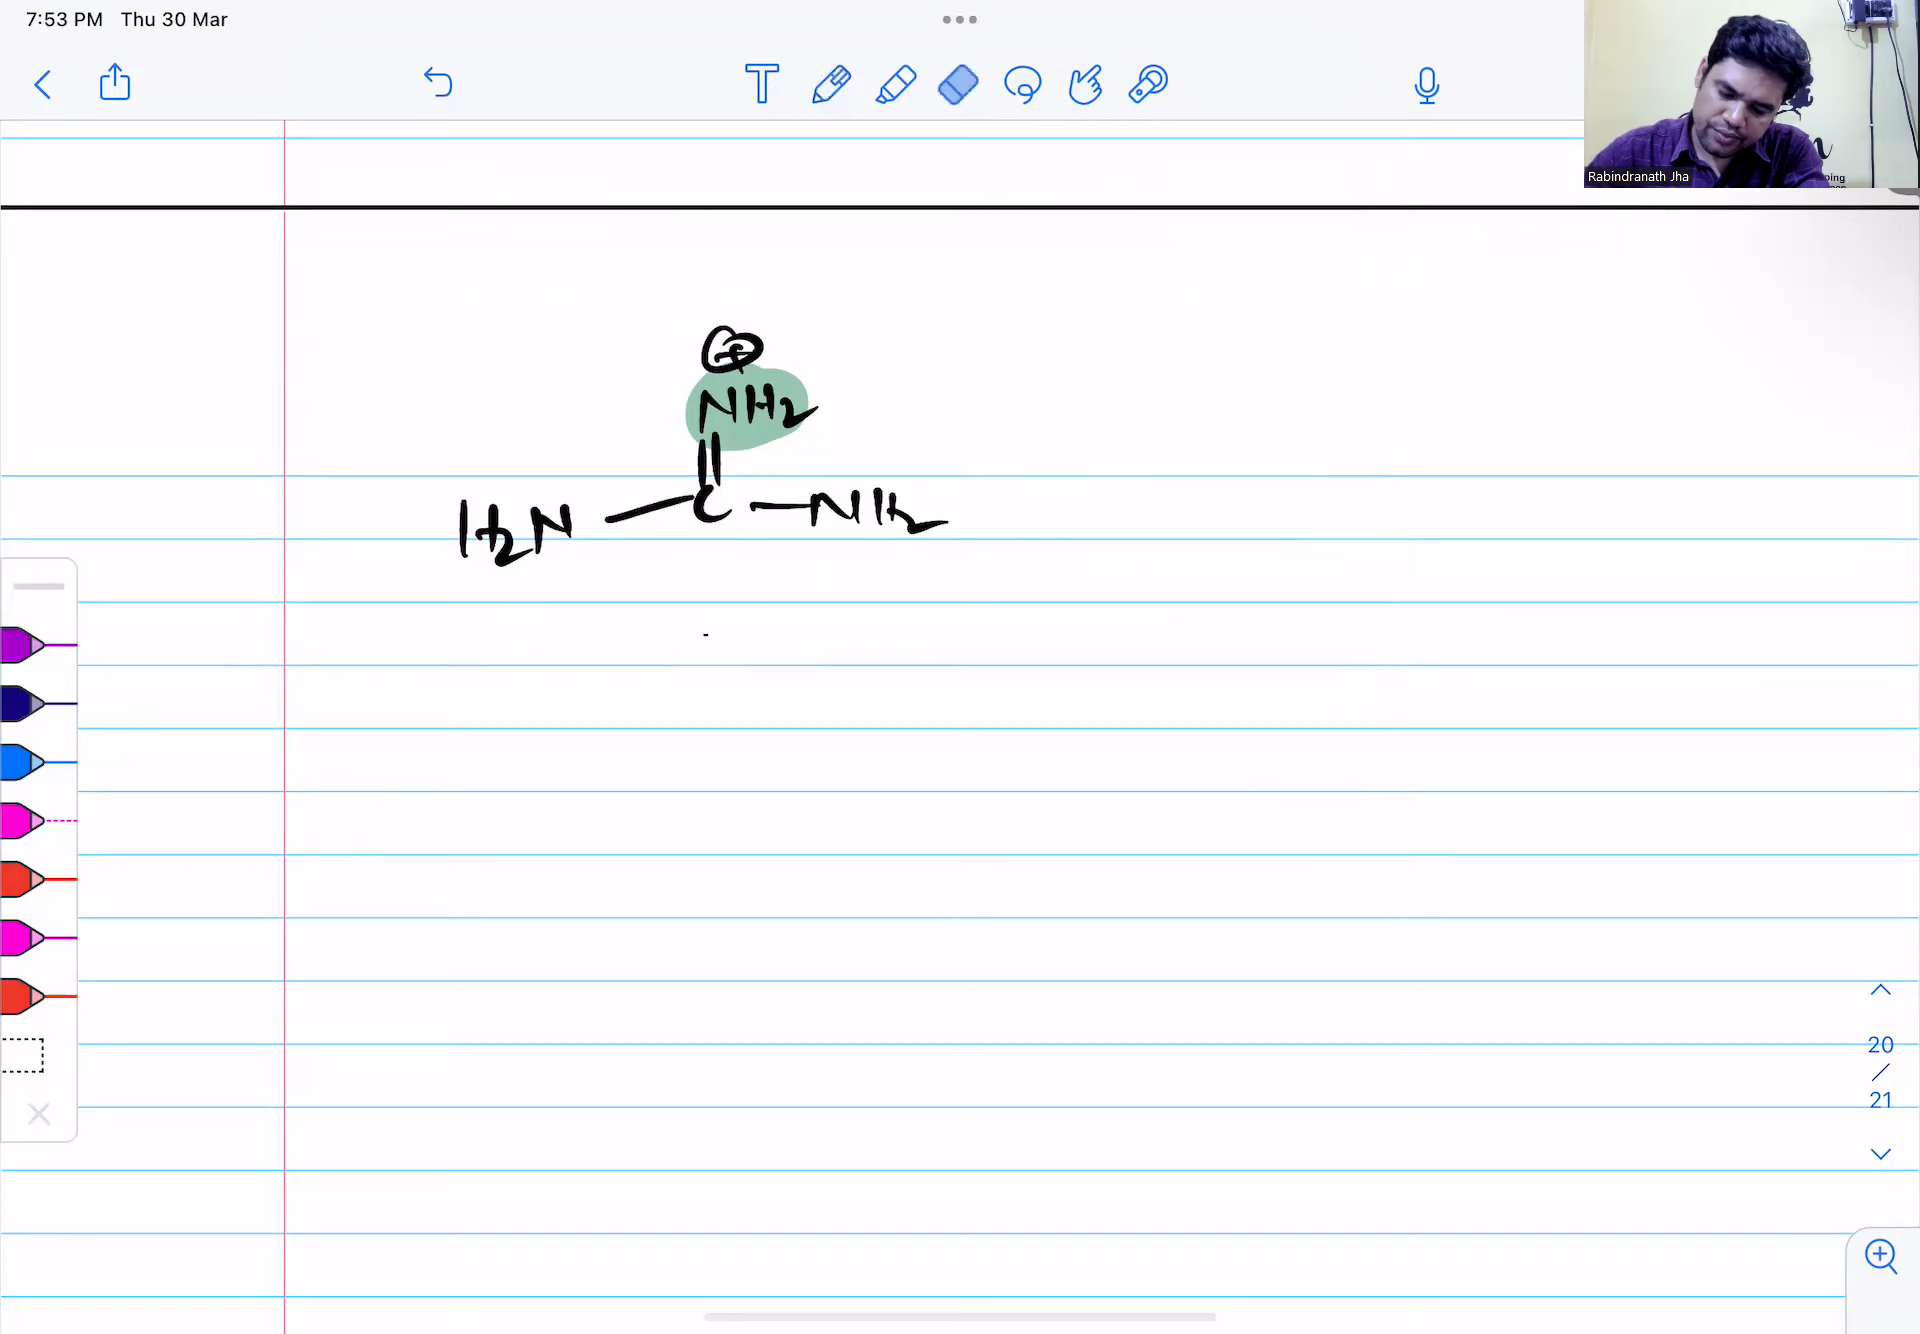 7:53 PM Thu 30 Mar
T
Rabindranath Jha
⊕
NH2
||
H2N — C — NH2
20
/
21